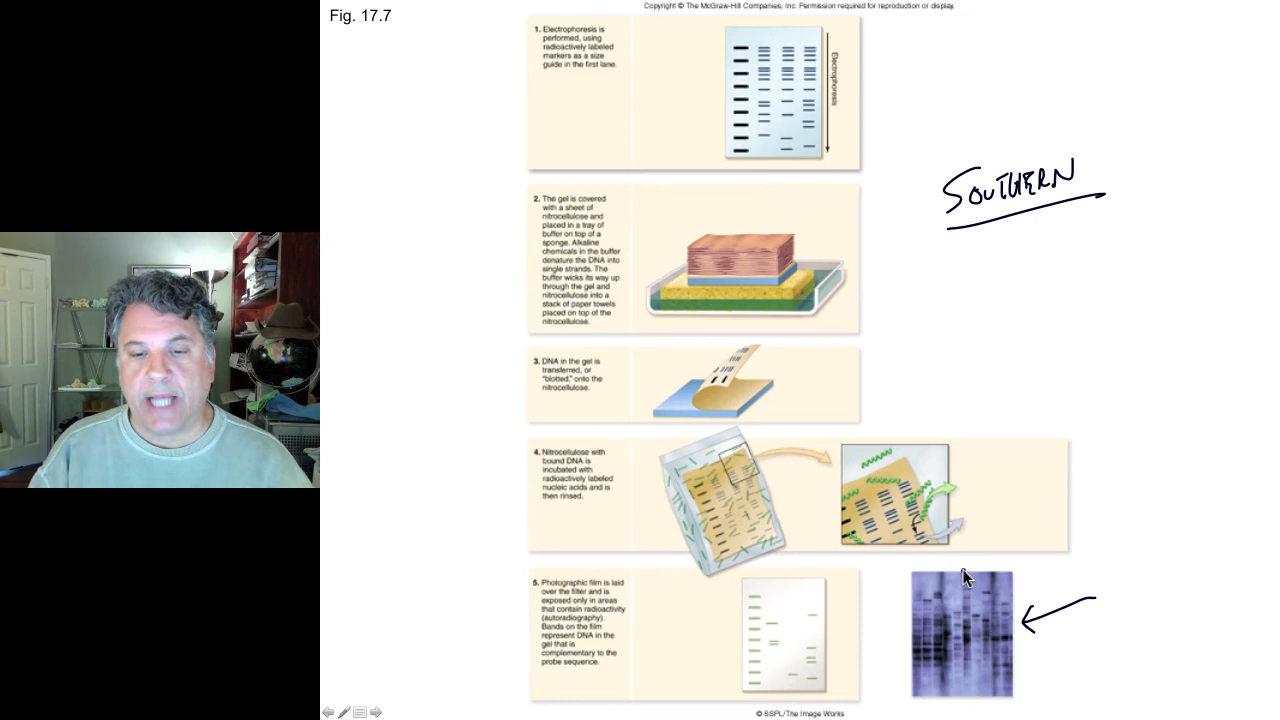 Copyright © The McGraw-Hill Companies, Inc. Permission required for reproduction or display.
Fig. 17.7
1. Electrophoresis is
performed, using
radioactively labeled
markers as a size
guide in the first lane.
Electrophoresis
SOUTHERN
2. The gel is covered
with a sheet of
nitrocellulose and
placed in a tray of
buffer on top of a
sponge. Alkaline
chemicals in the buffer
denature the DNA into
single strands. The
buffer wicks its way up
through the gel and
nitrocellulose into a
stack of paper towels
placed on top of the
nitrocellulose.
3. DNA in the gel is
transferred, or
"blotted," onto the
nitrocellulose.
4. Nitrocellulose with
bound DNA is
incubated with
radioactively labeled
nucleic acids and is
then rinsed.
5. Photographic film is laid
over the filter and is
exposed only in areas
that contain radioactivity
(autoradiography).
Bands on the film
represent DNA in the
gel that is
complementary to the
probe sequence.
© SSPL/The Image Works